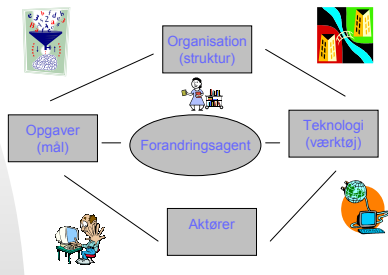 Organisation
(struktur)
Opgaver
(mål)
Forandringsagent
Teknologi
(værktøj)
Aktører